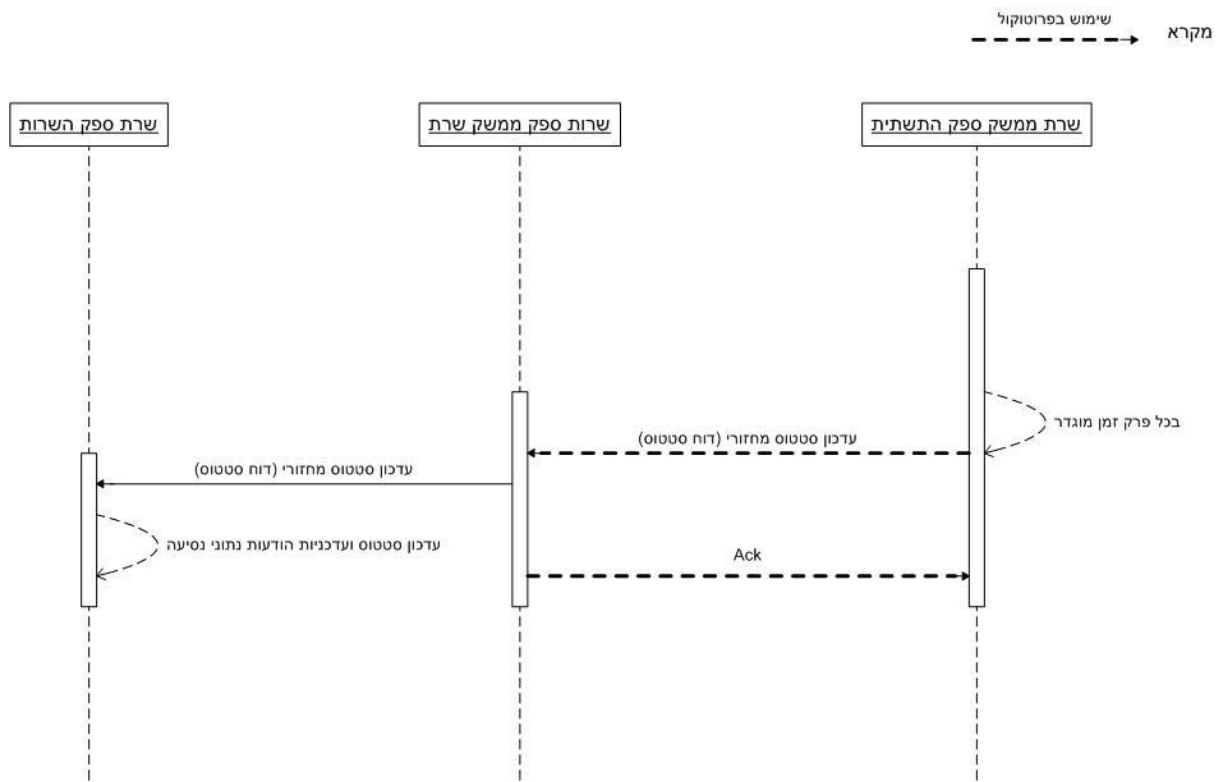 שימוש בפרוטוקול
מקרא
שרת ממשק ספק התשתית
שרות ספק ממשק שרת
שרת ספק השרות
בכל פרק זמן מוגדר
עדכון סטטוס מחזורי (דוח סטטוס)
עדכון סטטוס מחזורי (דוח סטטוס)
עדכון סטטוס ועדכניות הודעות נתוני נסיעה
Ack